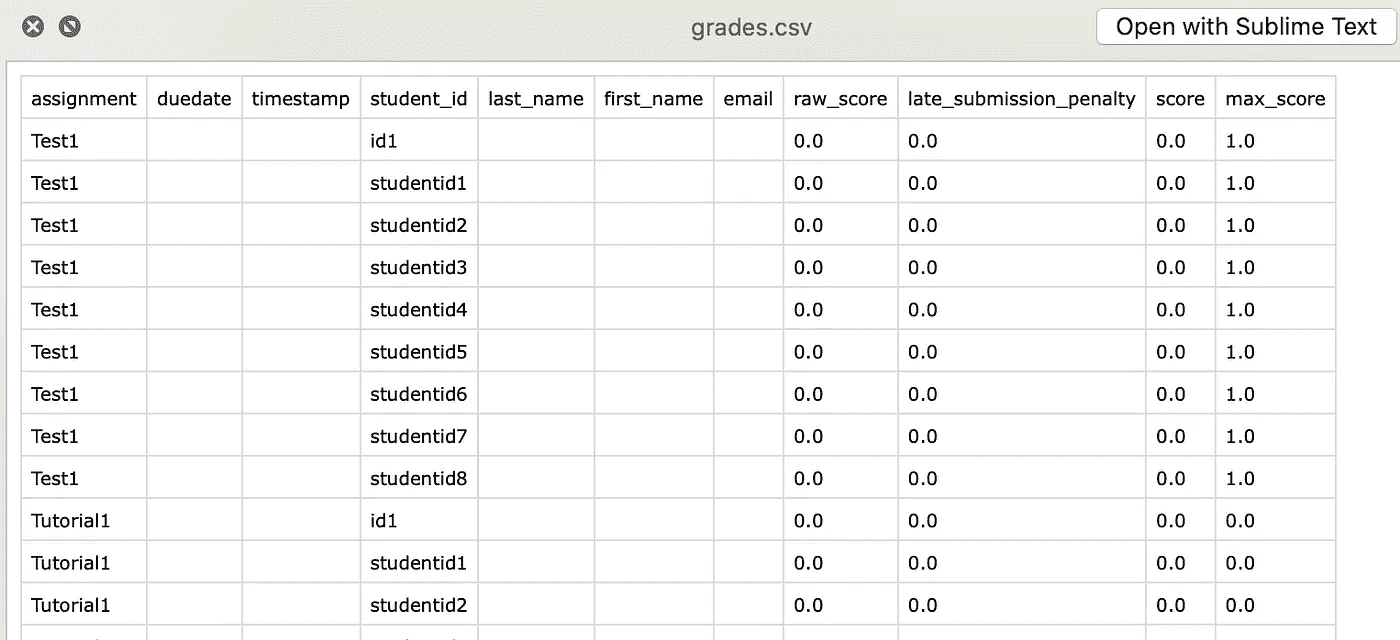 grades.csv Open with Sublime Text
assignment duedate timestamp student_id last_name first_name email raw_score late_submission_penalty score max_score
Test1 id1 0.0 0.0 0.0 1.0
Test1 studentid1 0.0 0.0 0.0 1.0
Test1 studentid2 0.0 0.0 0.0 1.0
Test1 studentid3 0.0 0.0 0.0 1.0
Test1 studentid4 0.0 0.0 0.0 1.0
Test1 studentid5 0.0 0.0 0.0 1.0
Test1 studentid6 0.0 0.0 0.0 1.0
Test1 studentid7 0.0 0.0 0.0 1.0
Test1 studentid8 0.0 0.0 0.0 1.0
Tutorial1 id1 0.0 0.0 0.0 0.0
Tutorial1 studentid1 0.0 0.0 0.0 0.0
Tutorial1 studentid2 0.0 0.0 0.0 0.0